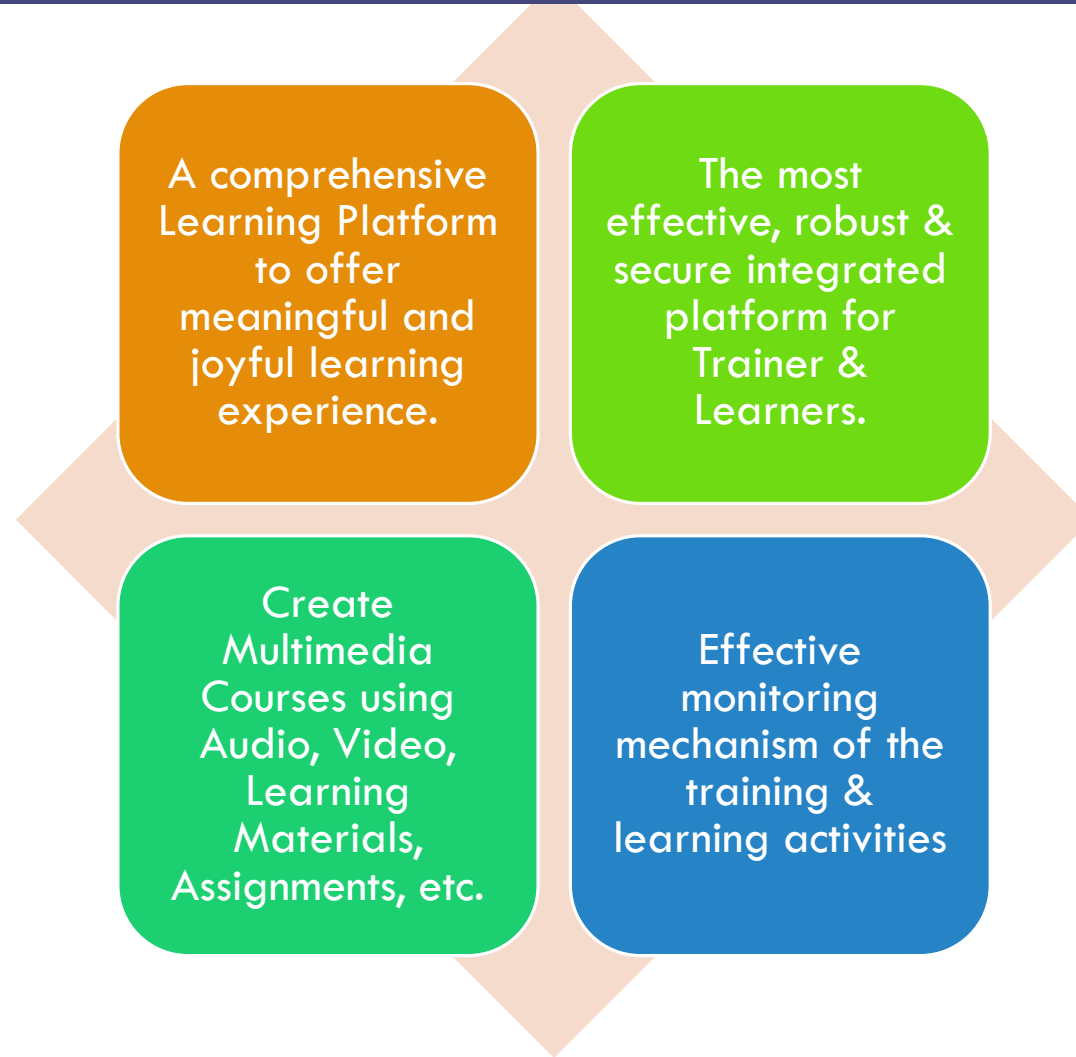 A comprehensive
Learning Platform
to offer
meaningful and
joyful learning
experience.
The most
effective, robust &
secure integrated
platform for
Trainer &
Learners.
Create
Multimedia
Courses using
Audio, Video,
Learning
Materials,
Assignments, etc.
Effective
monitoring
mechanism of the
training &
learning activities